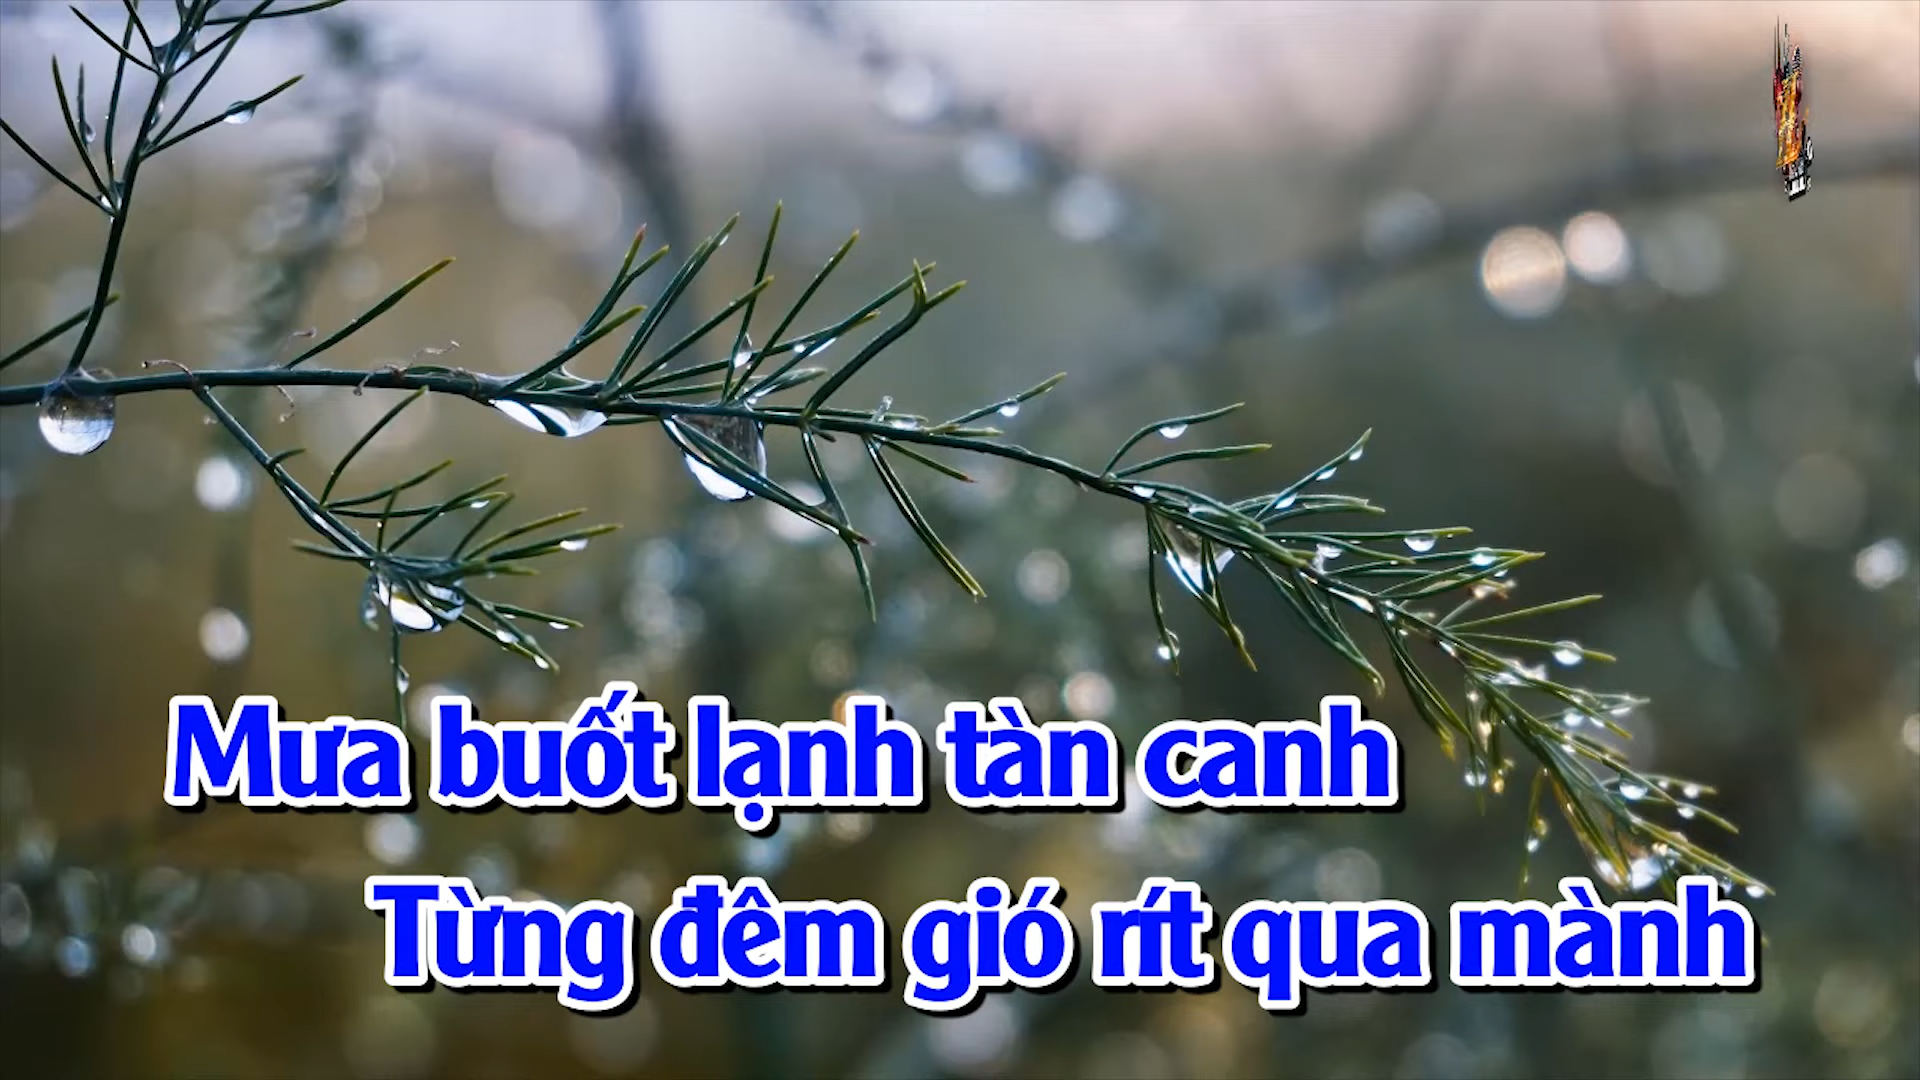 Mưa buốt lạnh tàn canh
Từng đêm gió rít qua mành